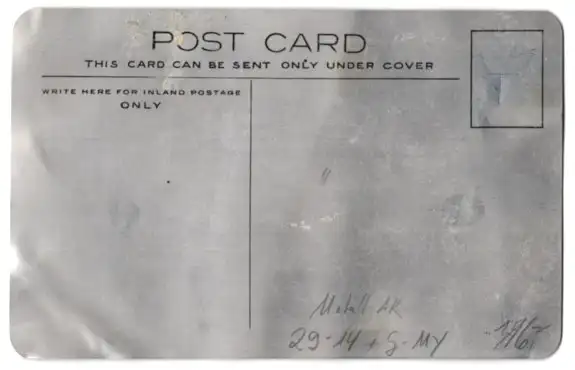 POST CARD
THIS CARD CAN BE SENT ONLY UNDER COVER
WRITE HERE FOR INLAND POSTAGE
ONLY
Metall-AK
29-14 + G-MY